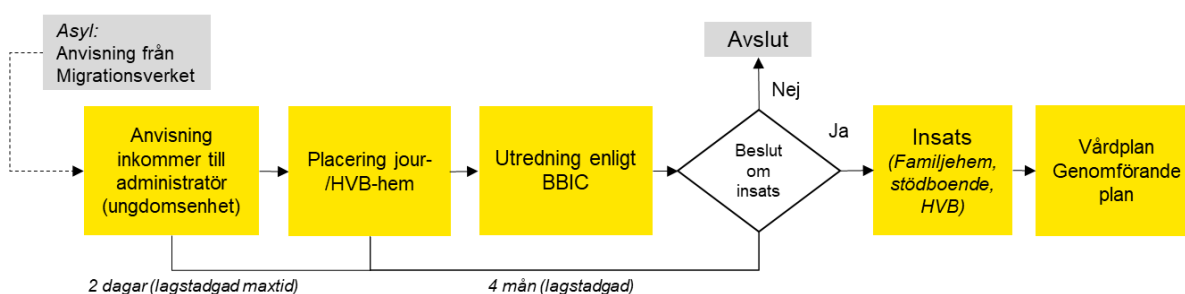 Asyl:
Anvisning från
Migrationsverket
Avslut
Nej
Ja
Anvisning
inkommer till
administratör
(ungdomsenhet)
Placering jour-
/HVB-hem
Utredning enligt
BBIC
Beslut
om
insats
Insats
(Familjehem,
stödboende,
HVB)
Vårdplan
Genomförande
plan
2 dagar (lagstadgad maxtid)
4 mån (lagstadgad)